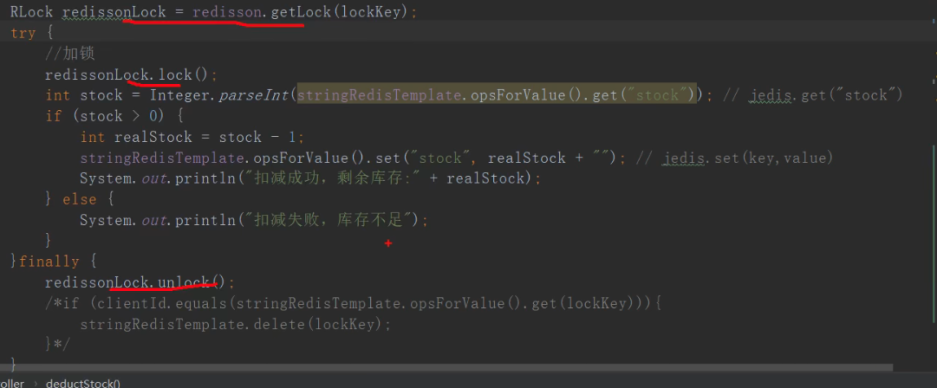 RLock redissonLock = redisson.getLock(lockKey);
try {
//加锁
redissonLock.lock();
int stock = Integer.parseInt(stringRedisTemplate.opsForValue().get("stock")); // jedis.get("stock")
if (stock > 0) {
int realStock = stock - 1;
stringRedisTemplate.opsForValue().set("stock", realStock + ""); // jedis.set(key,value)
System.out.println("扣减成功，剩余库存:" + realStock);
} else {
System.out.println("扣减失败，库存不足");
}
}finally {
redissonLock.unlock();
/*if (clientId.equals(stringRedisTemplate.opsForValue().get(lockKey))){
stringRedisTemplate.delete(lockKey);
}*/
}
oller › deductStock()